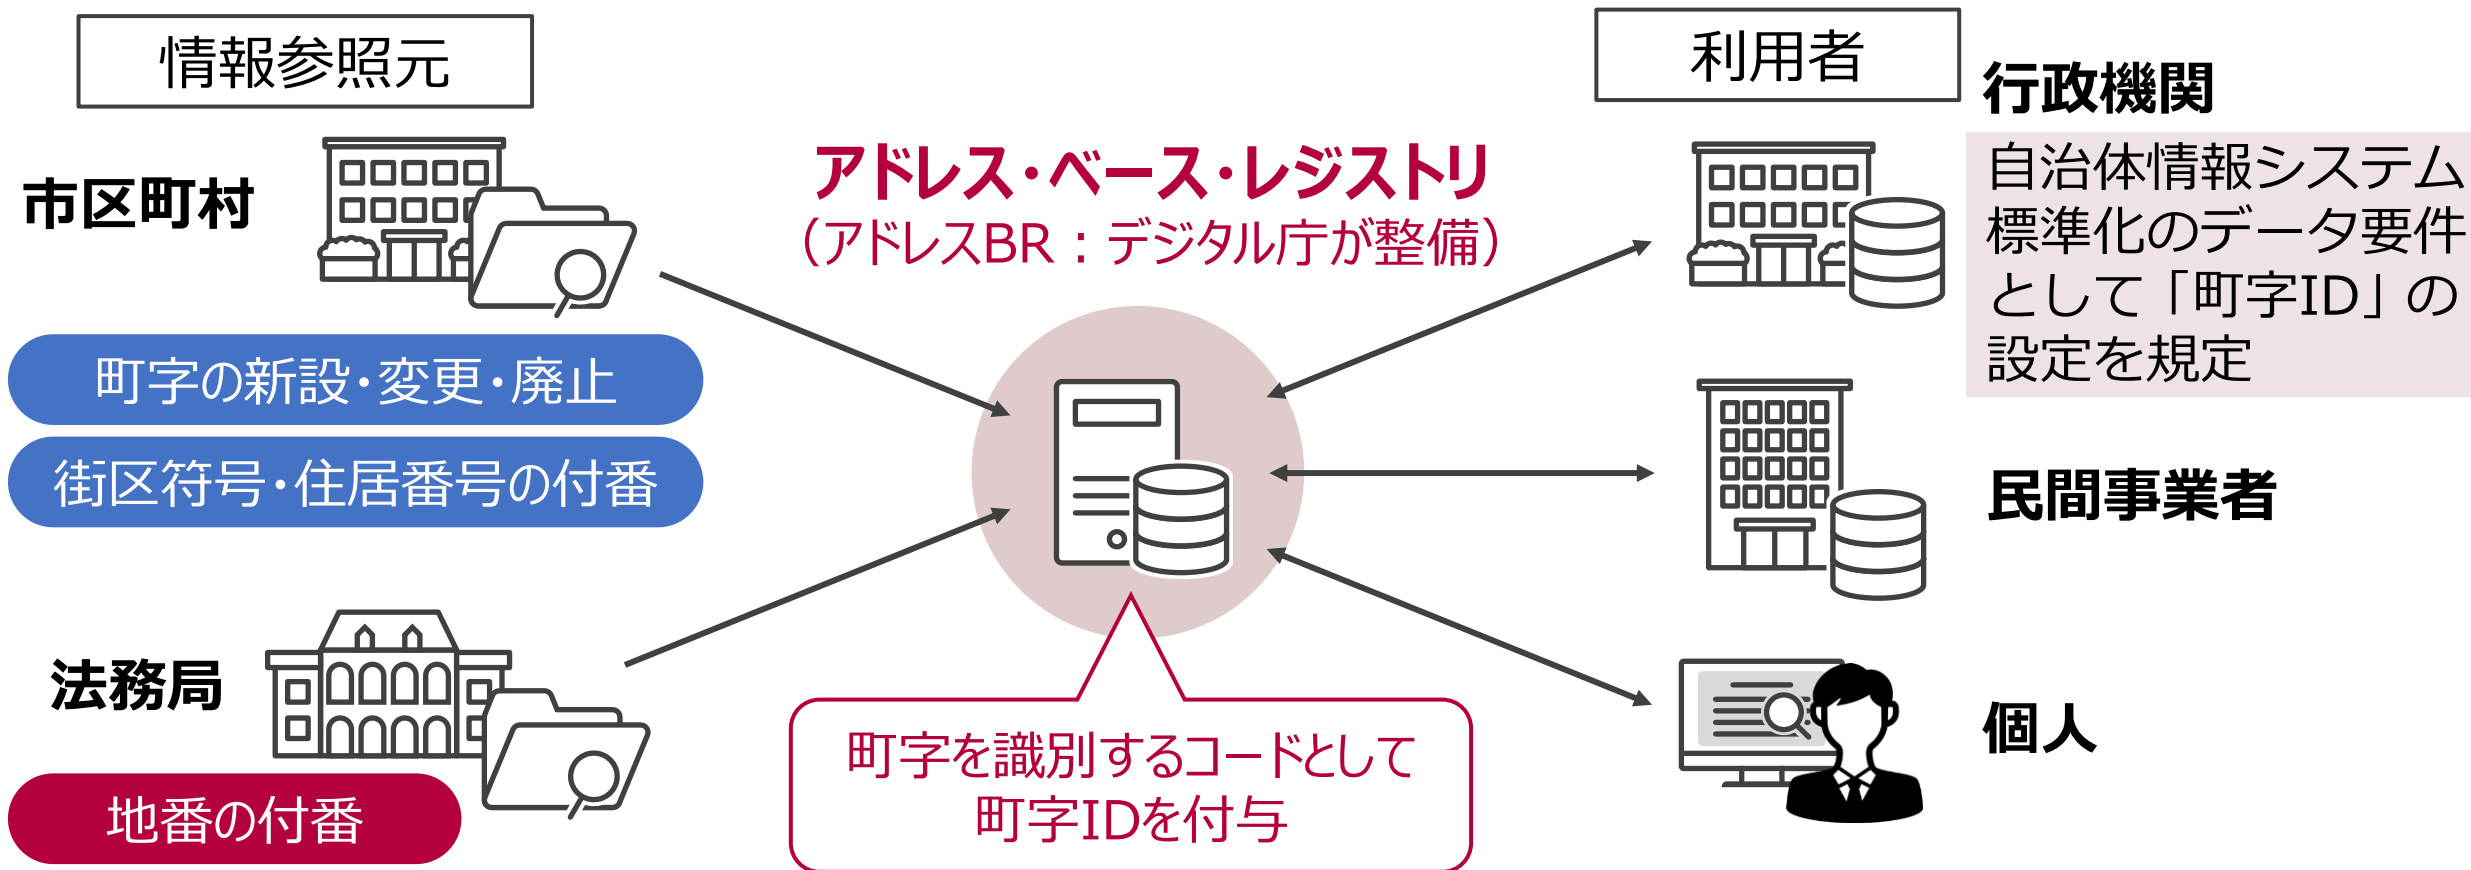 情報参照元
市区町村
町字の新設・変更・廃止
街区符号・住居番号の付番
法務局
地番の付番
アドレス・ベース・レジストリ
（アドレスBR：デジタル庁が整備）
町字を識別するコードとして
町字IDを付与
利用者
行政機関
自治体情報システム
標準化のデータ要件
として「町字ID」の
設定を規定
民間事業者
個人